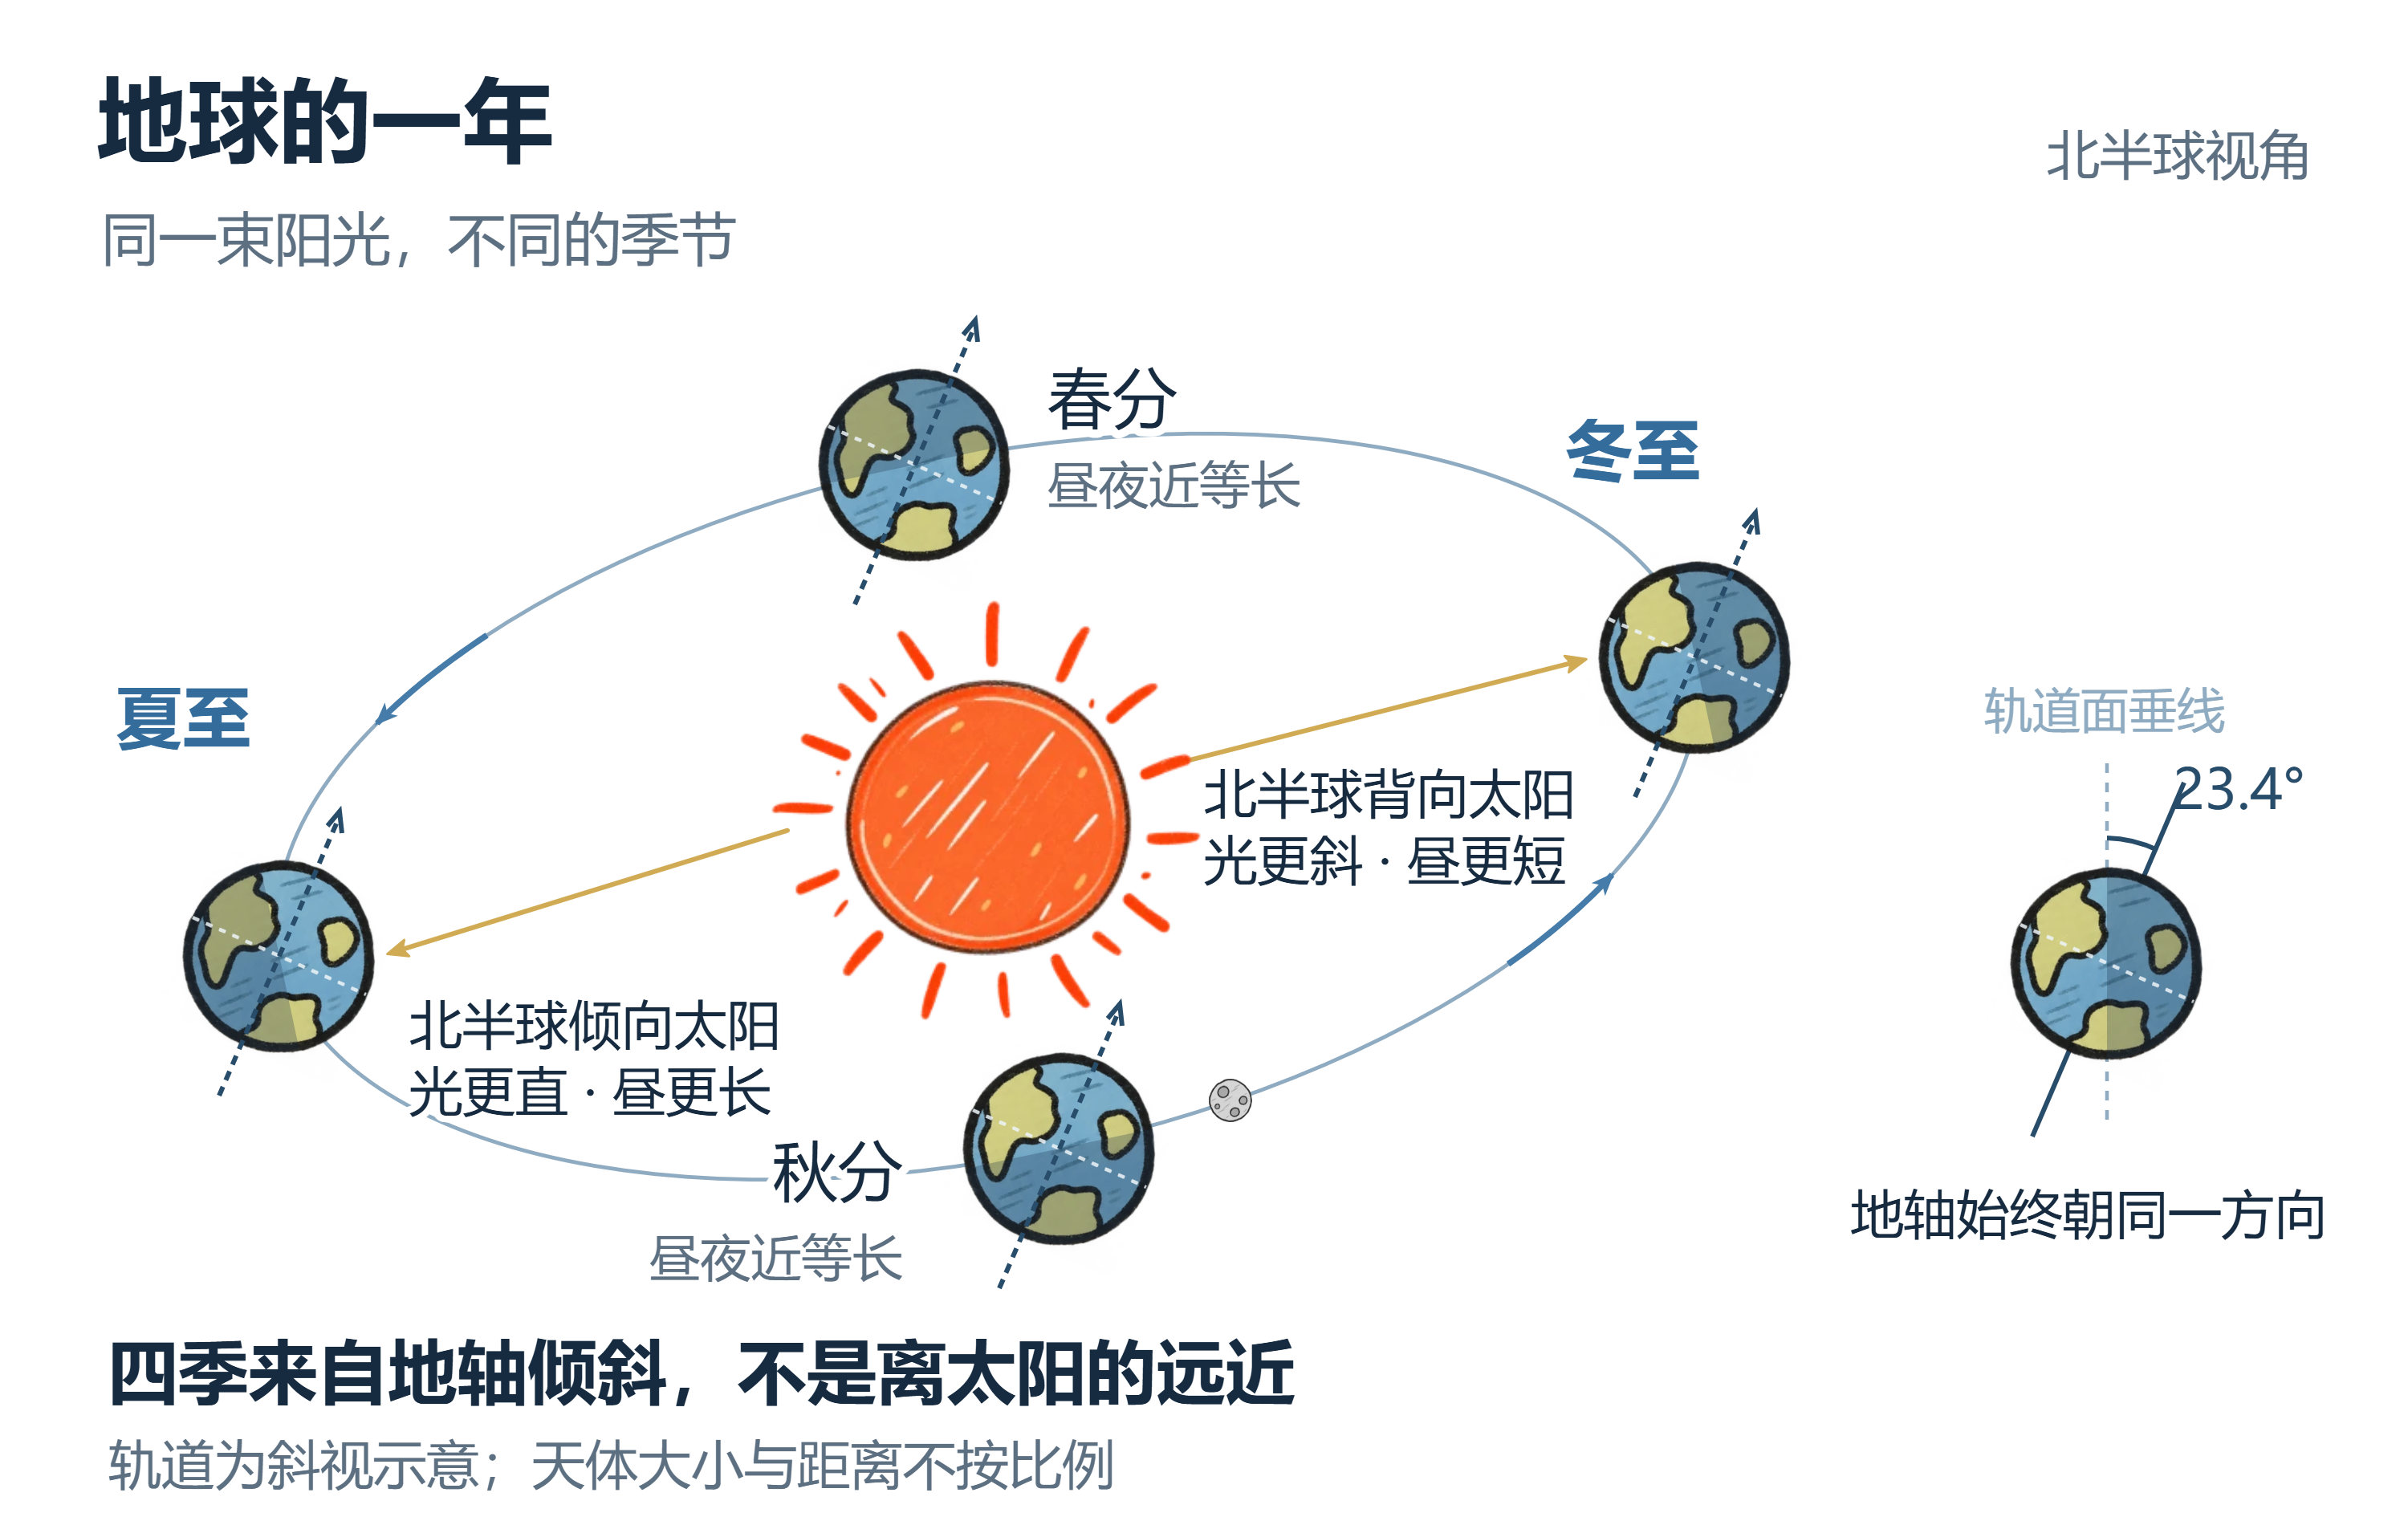 地球的一年
北半球视角
同一束阳光，不同的季节
春分
昼夜近等长
冬至
夏至
轨道面垂线
23.4°
北半球背向太阳
光更斜·昼更短
北半球倾向太阳
光更直·昼更长
秋分
昼夜近等长
地轴始终朝同一方向
四季来自地轴倾斜，不是离太阳的远近
轨道为斜视示意；天体大小与距离不按比例